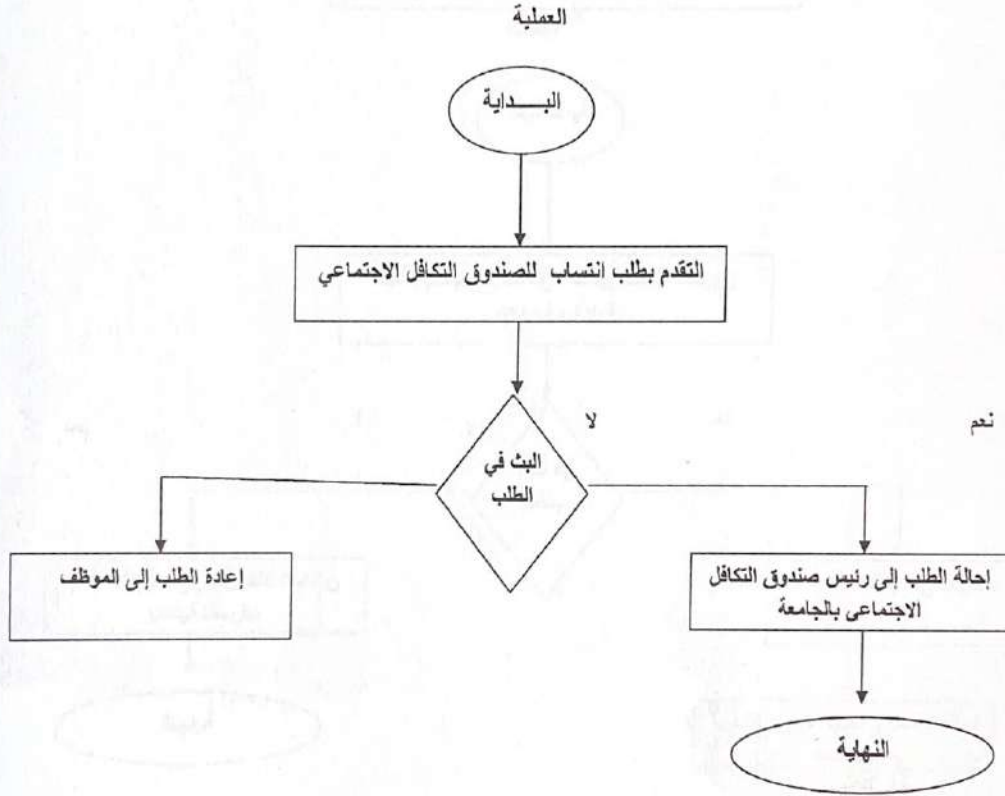 العملية
البـــــداية
التقدم بطلب انتساب للصندوق التكافل الاجتماعي
لا
نعم
البث في
الطلب
إحالة الطلب إلى رئيس صندوق التكافل
الاجتماعي بالجامعة
إعادة الطلب إلى الموظف
النهاية